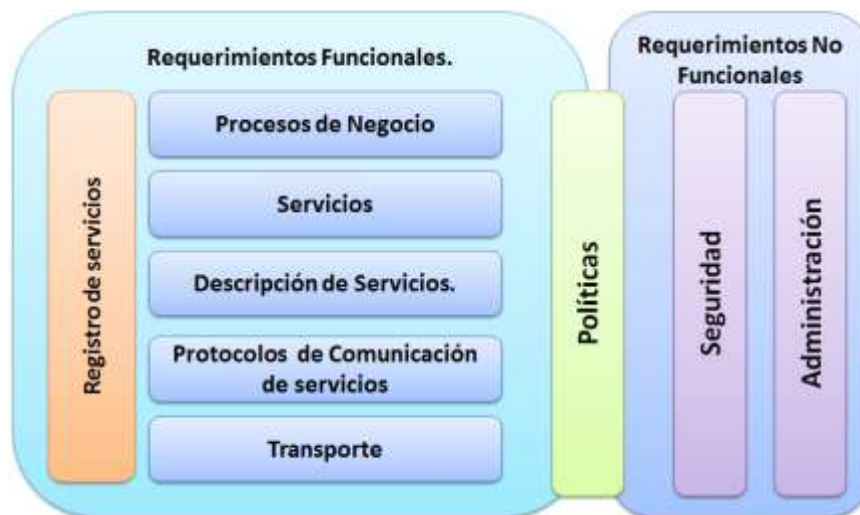 Requerimientos Funcionales.
Registro de servicios
Procesos de Negocio
Servicios
Descripción de Servicios.
Protocolos de Comunicación
de servicios
Transporte
Políticas
Requerimientos No
Funcionales
Seguridad
Administración